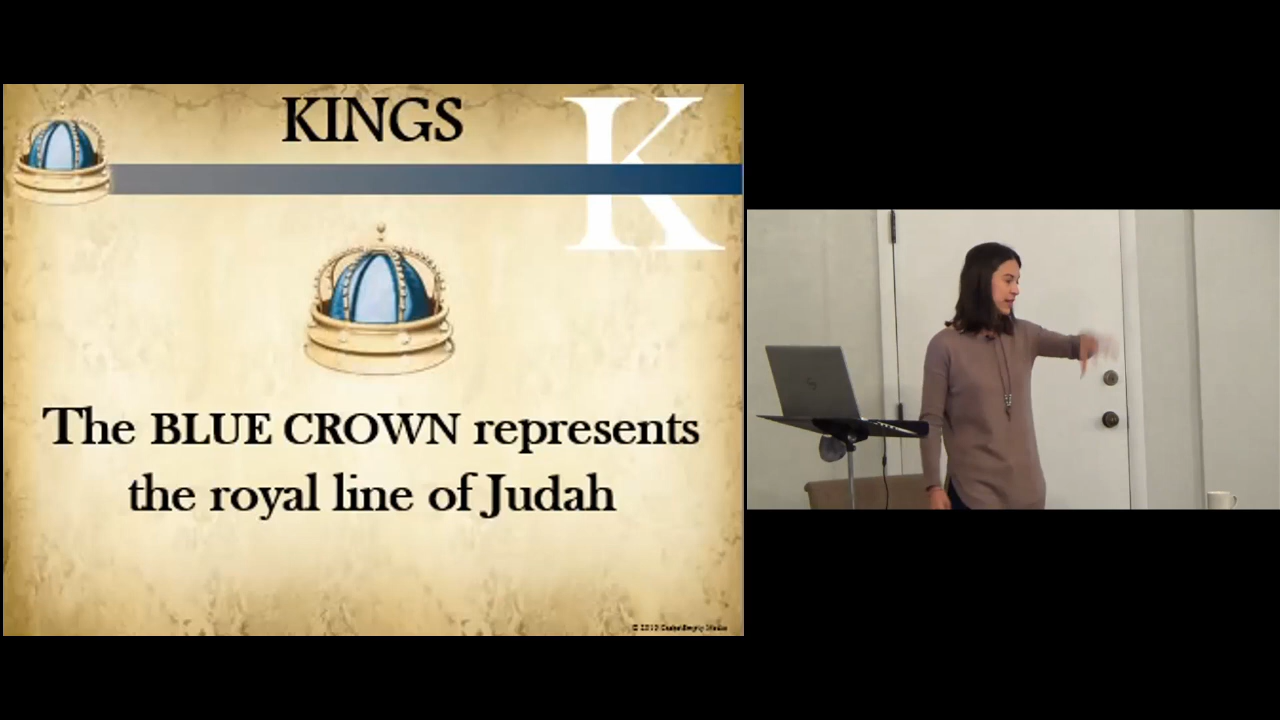 KINGS
K
The BLUE CROWN represents
the royal line of Judah